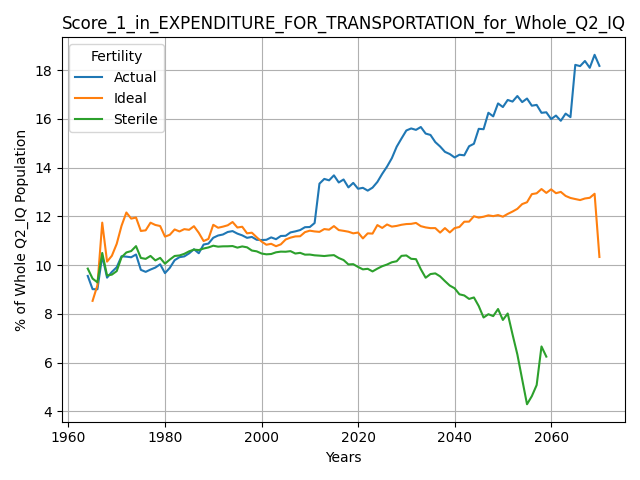 Score_1_in_EXPENDITURE_FOR_TRANSPORTATION_for_Whole_Q2_IQ
Fertility
Actual
Ideal
Sterile
% of Whole Q2_IQ Population
18
16
14
12
10
8
6
4
1960
1980
2000
2020
2040
2060
Years